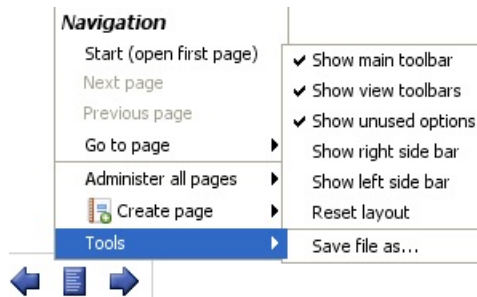 Navigation
Start (open first page)
Next page
Previous page
Go to page
Administer all pages
Create page
Tools
Show main toolbar
Show view toolbars
Show unused options
Show right side bar
Show left side bar
Reset layout
Save file as...